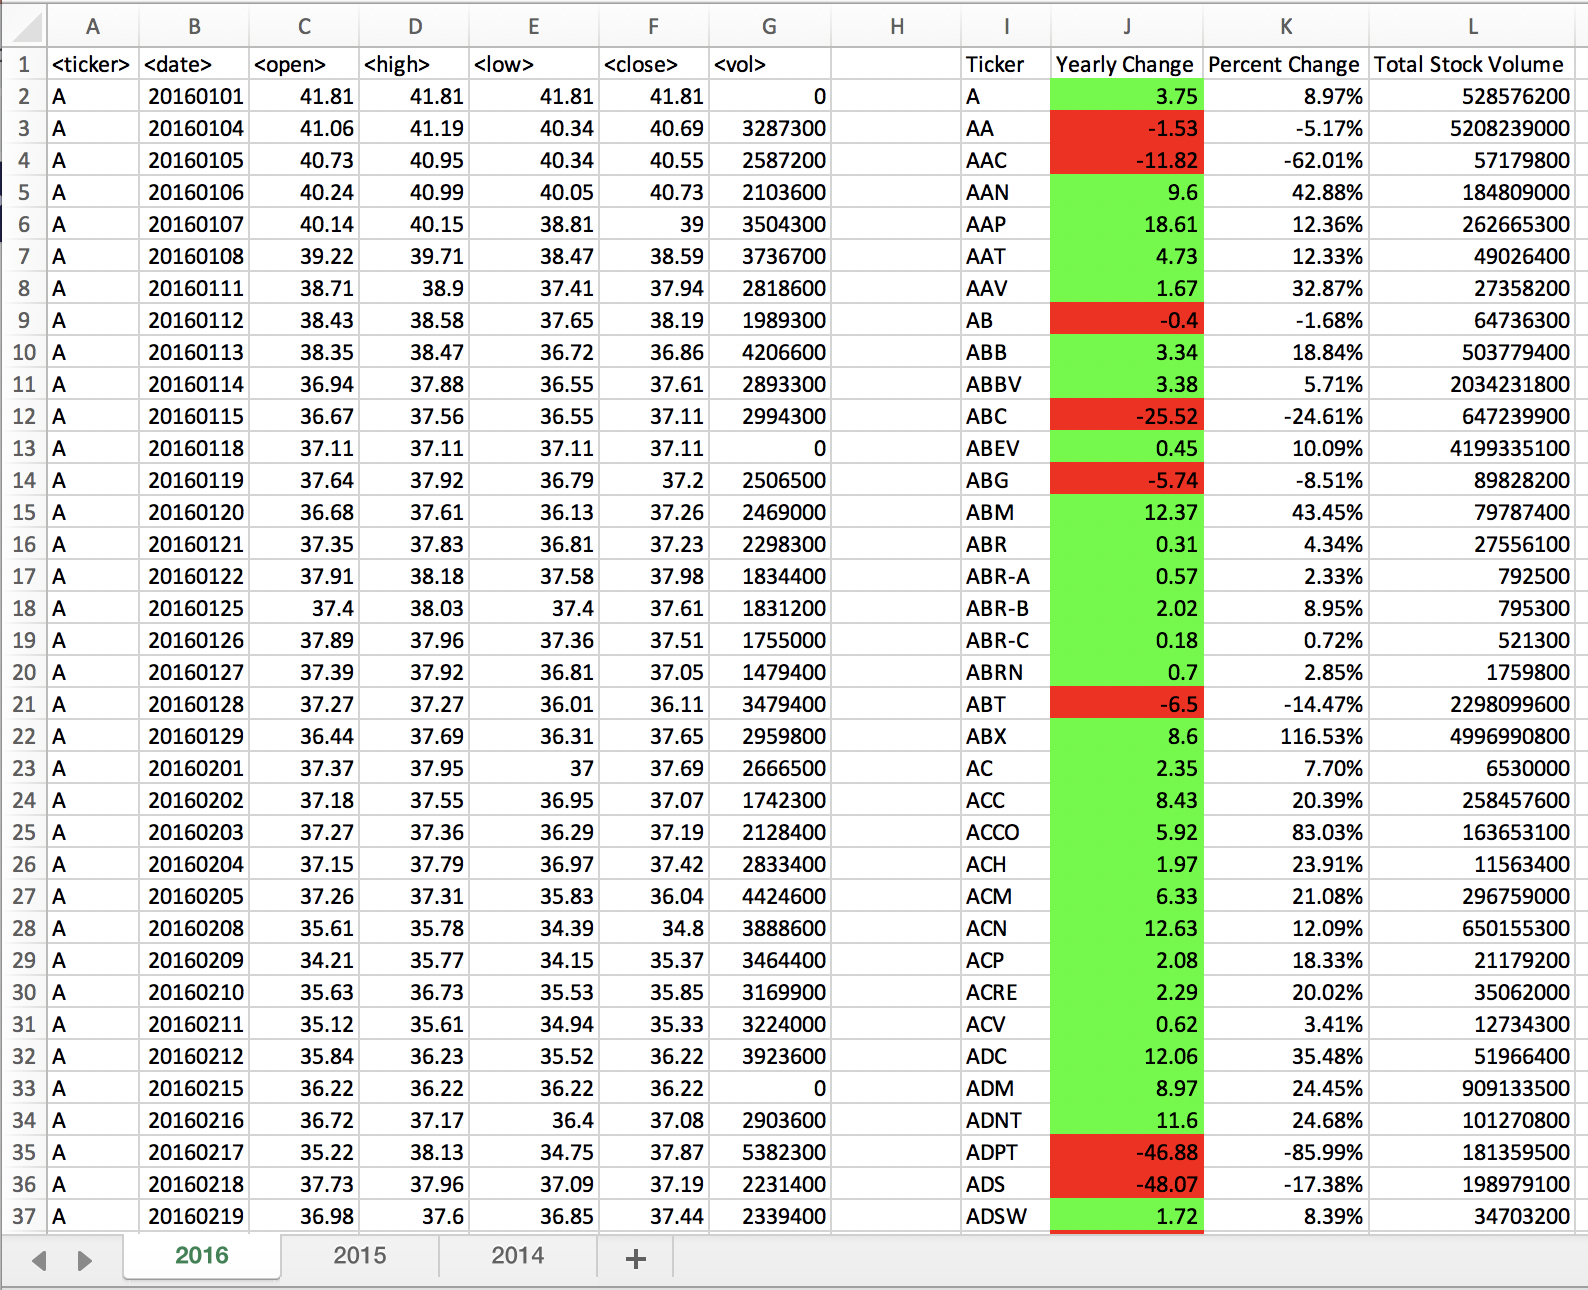 A B C D E F G H I J K L
1 <ticker> <date> <open> <high> <low> <close> <vol> Ticker Yearly Change Percent Change Total Stock Volume
2 A 20160101 41.81 41.81 41.81 41.81 0 A 3.75 8.97% 528576200
3 A 20160104 41.06 41.19 40.34 40.69 3287300 AA -1.53 -5.17% 5208239000
4 A 20160105 40.73 40.95 40.34 40.55 2587200 AAC -11.82 -62.01% 57179800
5 A 20160106 40.24 40.99 40.05 40.73 2103600 AAN 9.6 42.88% 184809000
6 A 20160107 40.14 40.15 38.81 39 3504300 AAP 18.61 12.36% 262665300
7 A 20160108 39.22 39.71 38.47 38.59 3736700 AAT 4.73 12.33% 49026400
8 A 20160111 38.71 38.9 37.41 37.94 2818600 AAV 1.67 32.87% 27358200
9 A 20160112 38.43 38.58 37.65 38.19 1989300 AB -0.4 -1.68% 64736300
10 A 20160113 38.35 38.47 36.72 36.86 4206600 ABB 3.34 18.84% 503779400
11 A 20160114 36.94 37.88 36.55 37.61 2893300 ABBV 3.38 5.71% 2034231800
12 A 20160115 36.67 37.56 36.55 37.11 2994300 ABC -25.52 -24.61% 647239900
13 A 20160118 37.11 37.11 37.11 37.11 0 ABEV 0.45 10.09% 4199335100
14 A 20160119 37.64 37.92 36.79 37.2 2506500 ABG -5.74 -8.51% 89828200
15 A 20160120 36.68 37.61 36.13 37.26 2469000 ABM 12.37 43.45% 79787400
16 A 20160121 37.35 37.83 36.81 37.23 2298300 ABR 0.31 4.34% 27556100
17 A 20160122 37.91 38.18 37.58 37.98 1834400 ABR-A 0.57 2.33% 792500
18 A 20160125 37.4 38.03 37.4 37.61 1831200 ABR-B 2.02 8.95% 795300
19 A 20160126 37.89 37.96 37.36 37.51 1755000 ABR-C 0.18 0.72% 521300
20 A 20160127 37.39 37.92 36.81 37.05 1479400 ABRN 0.7 2.85% 1759800
21 A 20160128 37.27 37.27 36.01 36.11 3479400 ABT -6.5 -14.47% 2298099600
22 A 20160129 36.44 37.69 36.31 37.65 2959800 ABX 8.6 116.53% 4996990800
23 A 20160201 37.37 37.95 37 37.69 2666500 AC 2.35 7.70% 6530000
24 A 20160202 37.18 37.55 36.95 37.07 1742300 ACC 8.43 20.39% 258457600
25 A 20160203 37.27 37.36 36.29 37.19 2128400 ACCO 5.92 83.03% 163653100
26 A 20160204 37.15 37.79 36.97 37.42 2833400 ACH 1.97 23.91% 11563400
27 A 20160205 37.26 37.31 35.83 36.04 4424600 ACM 6.33 21.08% 296759000
28 A 20160208 35.61 35.78 34.39 34.8 3888600 ACN 12.63 12.09% 650155300
29 A 20160209 34.21 35.77 34.15 35.37 3464400 ACP 2.08 18.33% 21179200
30 A 20160210 35.63 36.73 35.53 35.85 3169900 ACRE 2.29 20.02% 35062000
31 A 20160211 35.12 35.61 34.94 35.33 3224000 ACV 0.62 3.41% 12734300
32 A 20160212 35.84 36.23 35.52 36.22 3923600 ADC 12.06 35.48% 51966400
33 A 20160215 36.22 36.22 36.22 36.22 0 ADM 8.97 24.45% 909133500
34 A 20160216 36.72 37.17 36.4 37.08 2903600 ADNT 11.6 24.68% 101270800
35 A 20160217 35.22 38.13 34.75 37.87 5382300 ADPT -46.88 -85.99% 181359500
36 A 20160218 37.73 37.96 37.09 37.19 2231400 ADS -48.07 -17.38% 198979100
37 A 20160219 36.98 37.6 36.85 37.44 2339400 ADSW 1.72 8.39% 34703200
2016 2015 2014 +